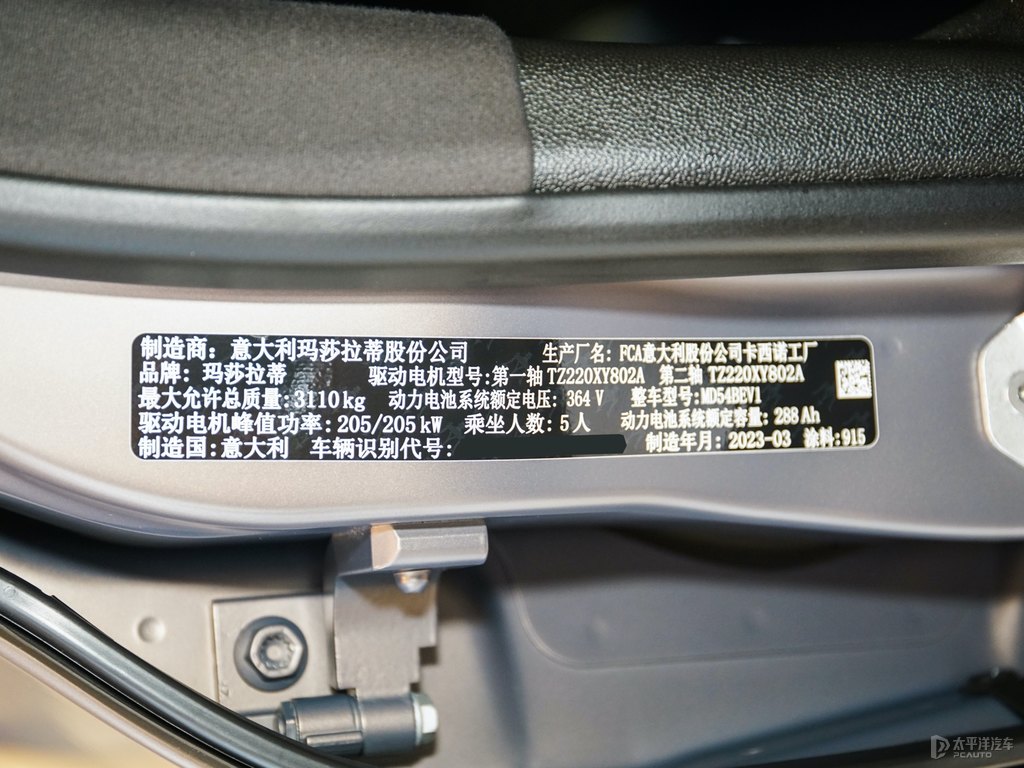 制造商：意大利玛莎拉蒂股份公司 生产厂名：FCA意大利股份公司卡西诺工厂
品牌：玛莎拉蒂 驱动电机型号：第一轴 TZ220XY802A 第二轴 TZ220XY802A
最大允许总质量：3110kg 动力电池系统额定电压：364 V 整车型号：MD54BEV1
驱动电机峰值功率：205/205 kW 乘坐人数：5 人 动力电池系统额定容量：288 Ah
制造国：意大利 车辆识别代号： 制造年月：2023-03 涂料：915
太平洋汽车
PCAUTO